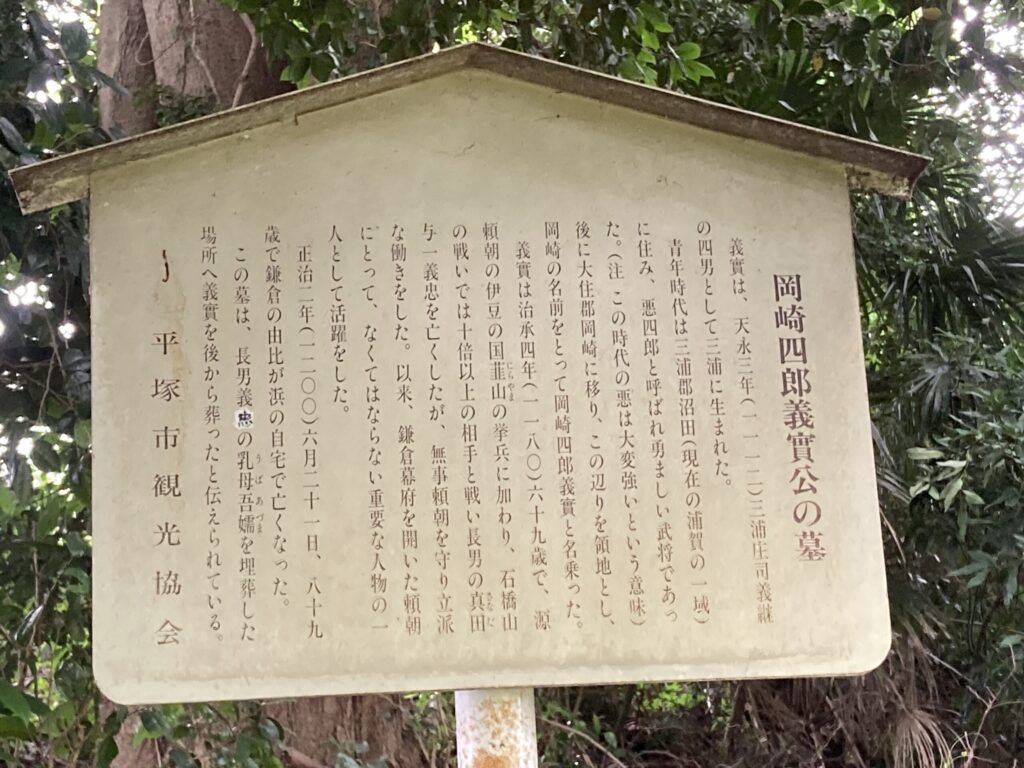 岡崎四郎義實公の墓
義實は、天永三年(一一一二)三浦庄司義継
の四男として三浦に生まれた。
青年時代は三浦郡沼田(現在の浦賀の一域)
に住み、悪四郎と呼ばれ勇ましい武将であっ
た。(注 この時代の悪は大変強いという意味)
後に大住郡岡崎に移り、この辺りを領地とし、
岡崎の名前をとって岡崎四郎義實と名乗った。
義實は治承四年(一一八〇)六十九歳で、源
頼朝の伊豆の国韮山の挙兵に加わり、石橋山
にらやま
の戦いでは十倍以上の相手と戦い長男の真田
さなだ
与一義忠を亡くしたが、無事頼朝を守り立派
な働きをした。以来、鎌倉幕府を開いた頼朝
にとって、なくてはならない重要な人物の一
人として活躍をした。
正治二年(一二〇〇)六月二十一日、八十九
歳で鎌倉の由比が浜の自宅で亡くなった。
この墓は、長男義忠の乳母吾嬬を埋葬した
うばあづま
場所へ義實を後から葬ったと伝えられている。
平塚市観光協会